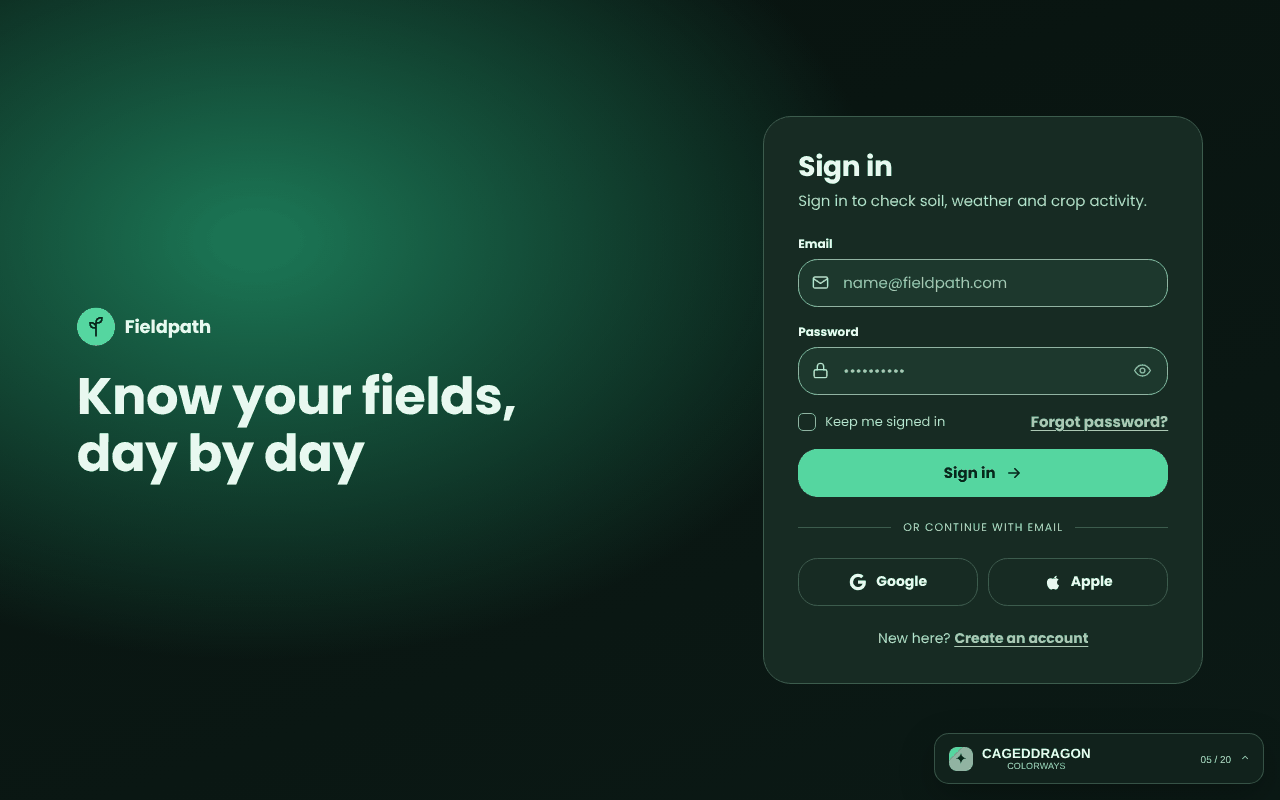 Fieldpath
Know your fields,
day by day
Sign in
Sign in to check soil, weather and crop activity.
Email
name@fieldpath.com
Password
••••••••••
Keep me signed in
Forgot password?
Sign in →
OR CONTINUE WITH EMAIL
Google
Apple
New here? Create an account
CAGEDDRAGON
COLORWAYS
05 / 20